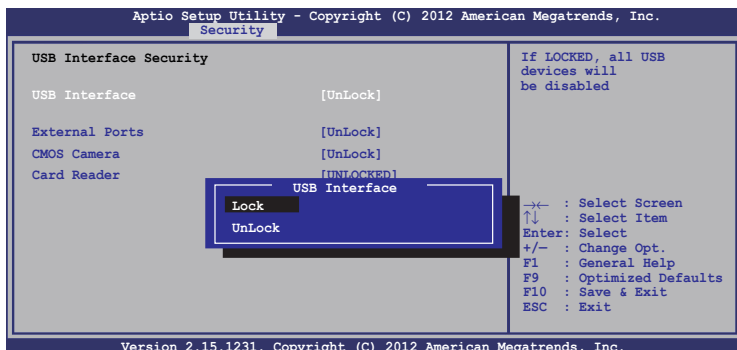 Aptio Setup Utility - Copyright (C) 2012 American Megatrends, Inc.
Security
USB Interface Security
USB Interface [UnLock]
External Ports [UnLock]
CMOS Camera [UnLock]
Card Reader [UNLOCKED]
USB Interface
Lock
UnLock
If LOCKED, all USB
devices will
be disabled
→← : Select Screen
↑↓ : Select Item
Enter: Select
+/— : Change Opt.
F1 : General Help
F9 : Optimized Defaults
F10 : Save & Exit
ESC : Exit
Version 2.15.1231. Copyright (C) 2012 American Megatrends, Inc.